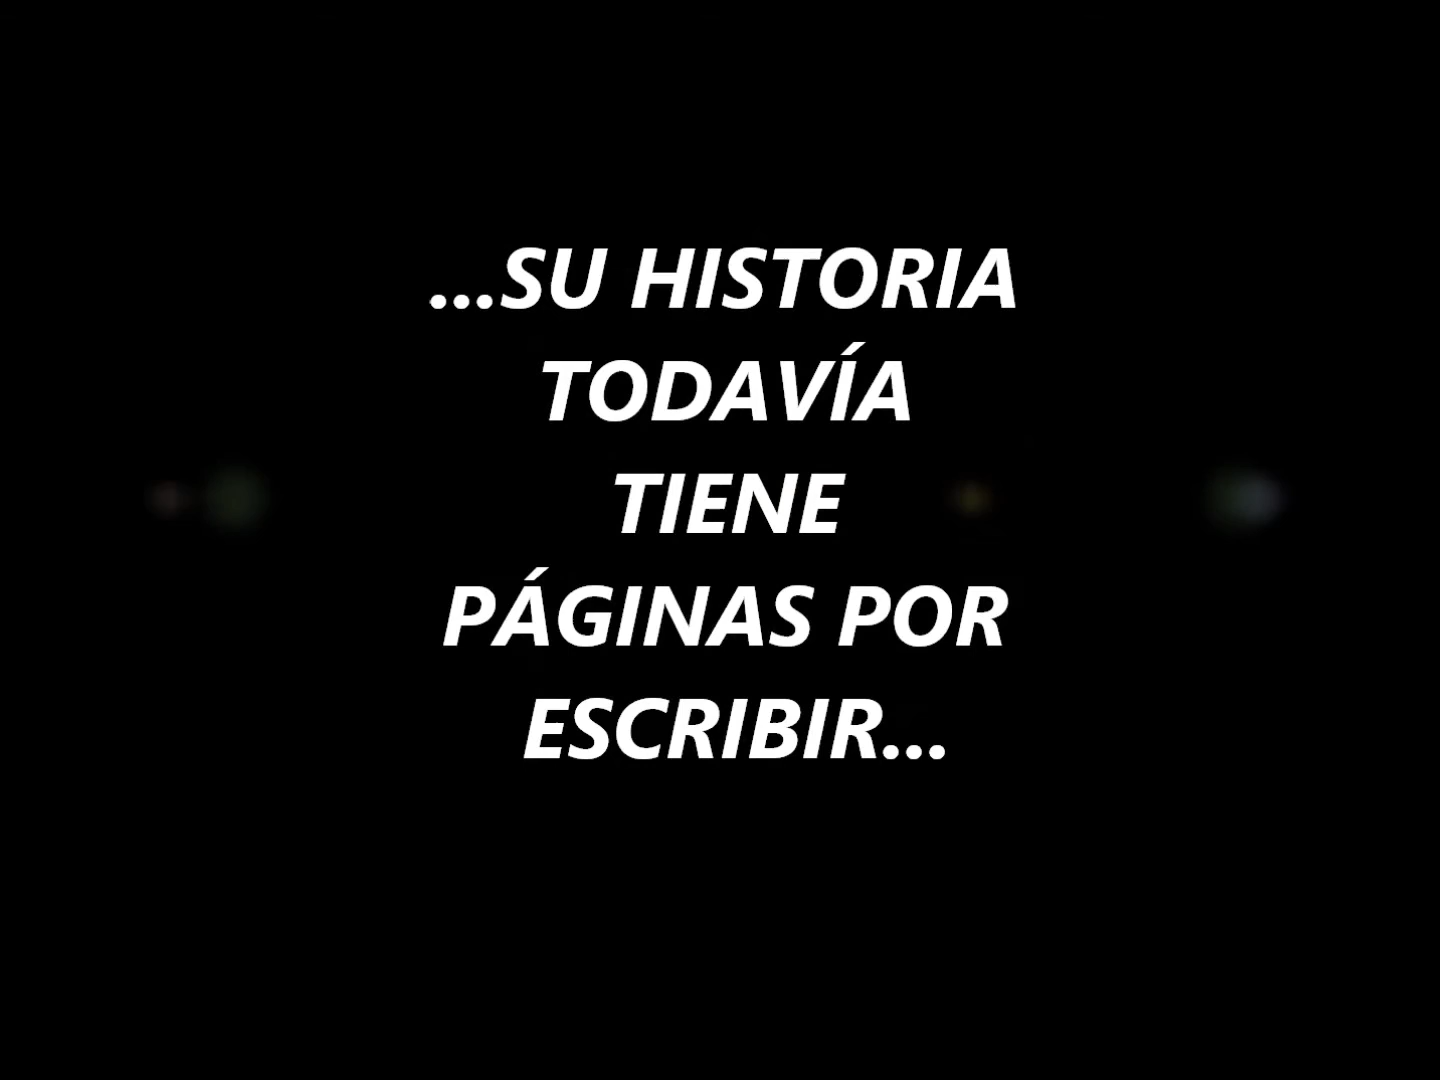 ...SU HISTORIA
TODAVÍA
TIENE
PÁGINAS POR
ESCRIBIR...